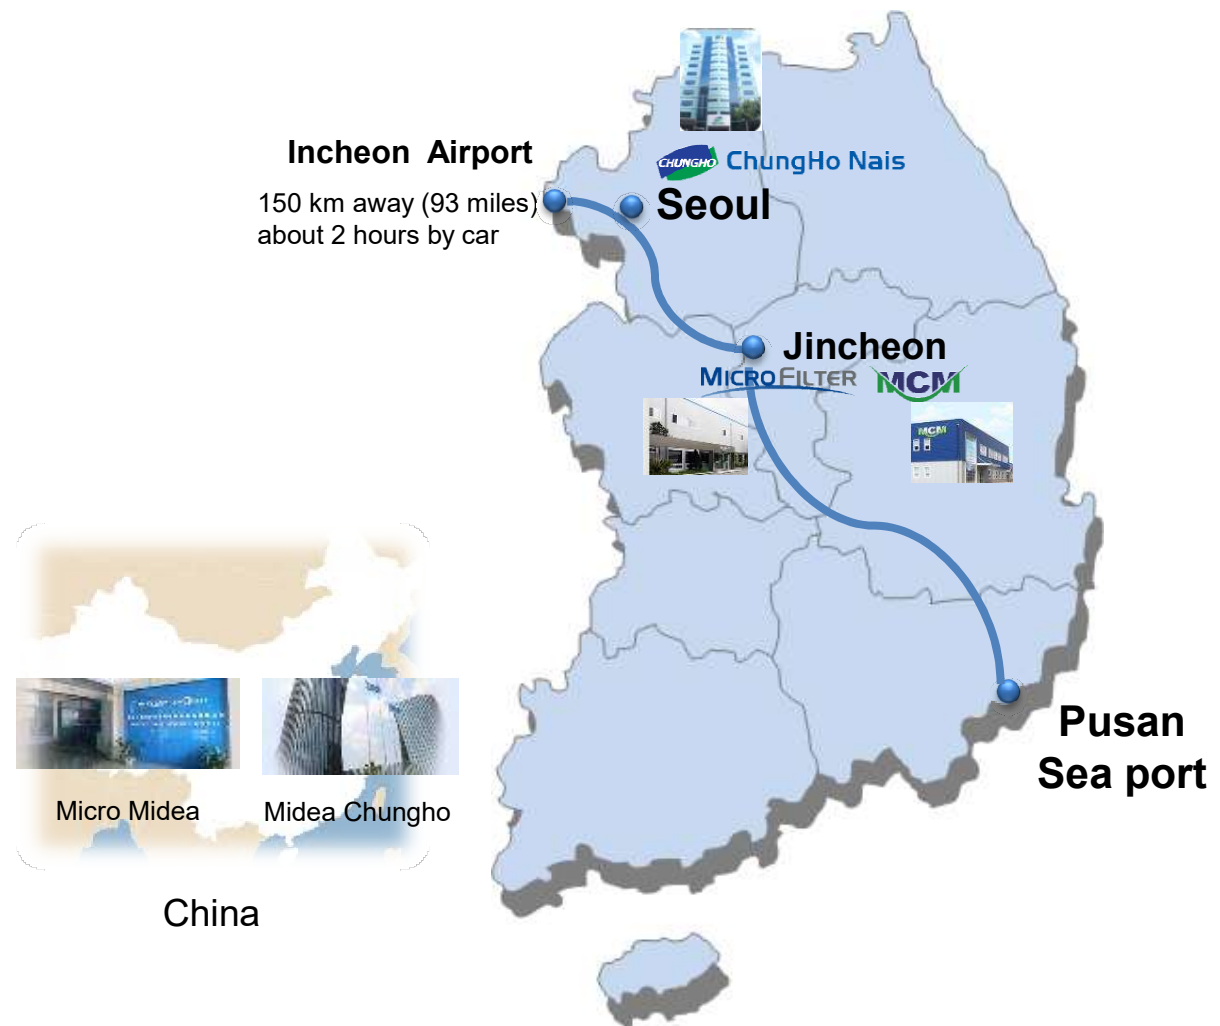 Incheon Airport
150 km away (93 miles)
about 2 hours by car
CHUNGHO ChungHo Nais
Seoul
Jincheon
MICROFILTER MCM
MCM
Pusan
Sea port
Micro Midea
Midea Chungho
China